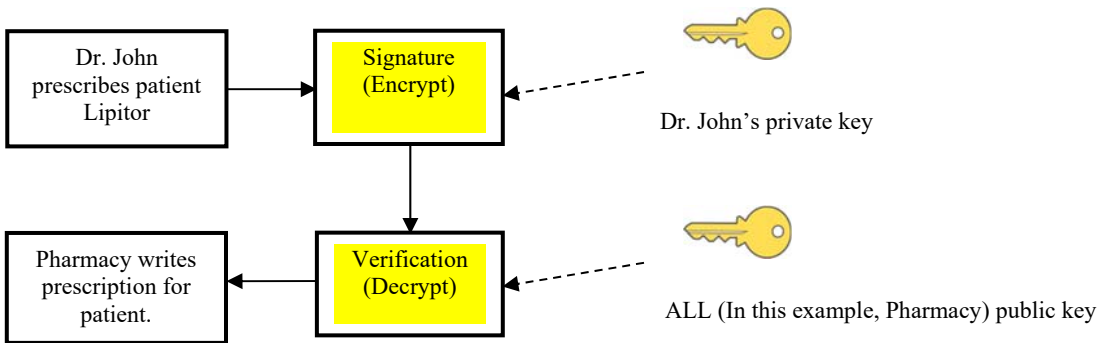 Dr. John
prescribes patient
Lipitor
Signature
(Encrypt)
Dr. John’s private key
Pharmacy writes
prescription for
patient.
Verification
(Decrypt)
ALL (In this example, Pharmacy) public key